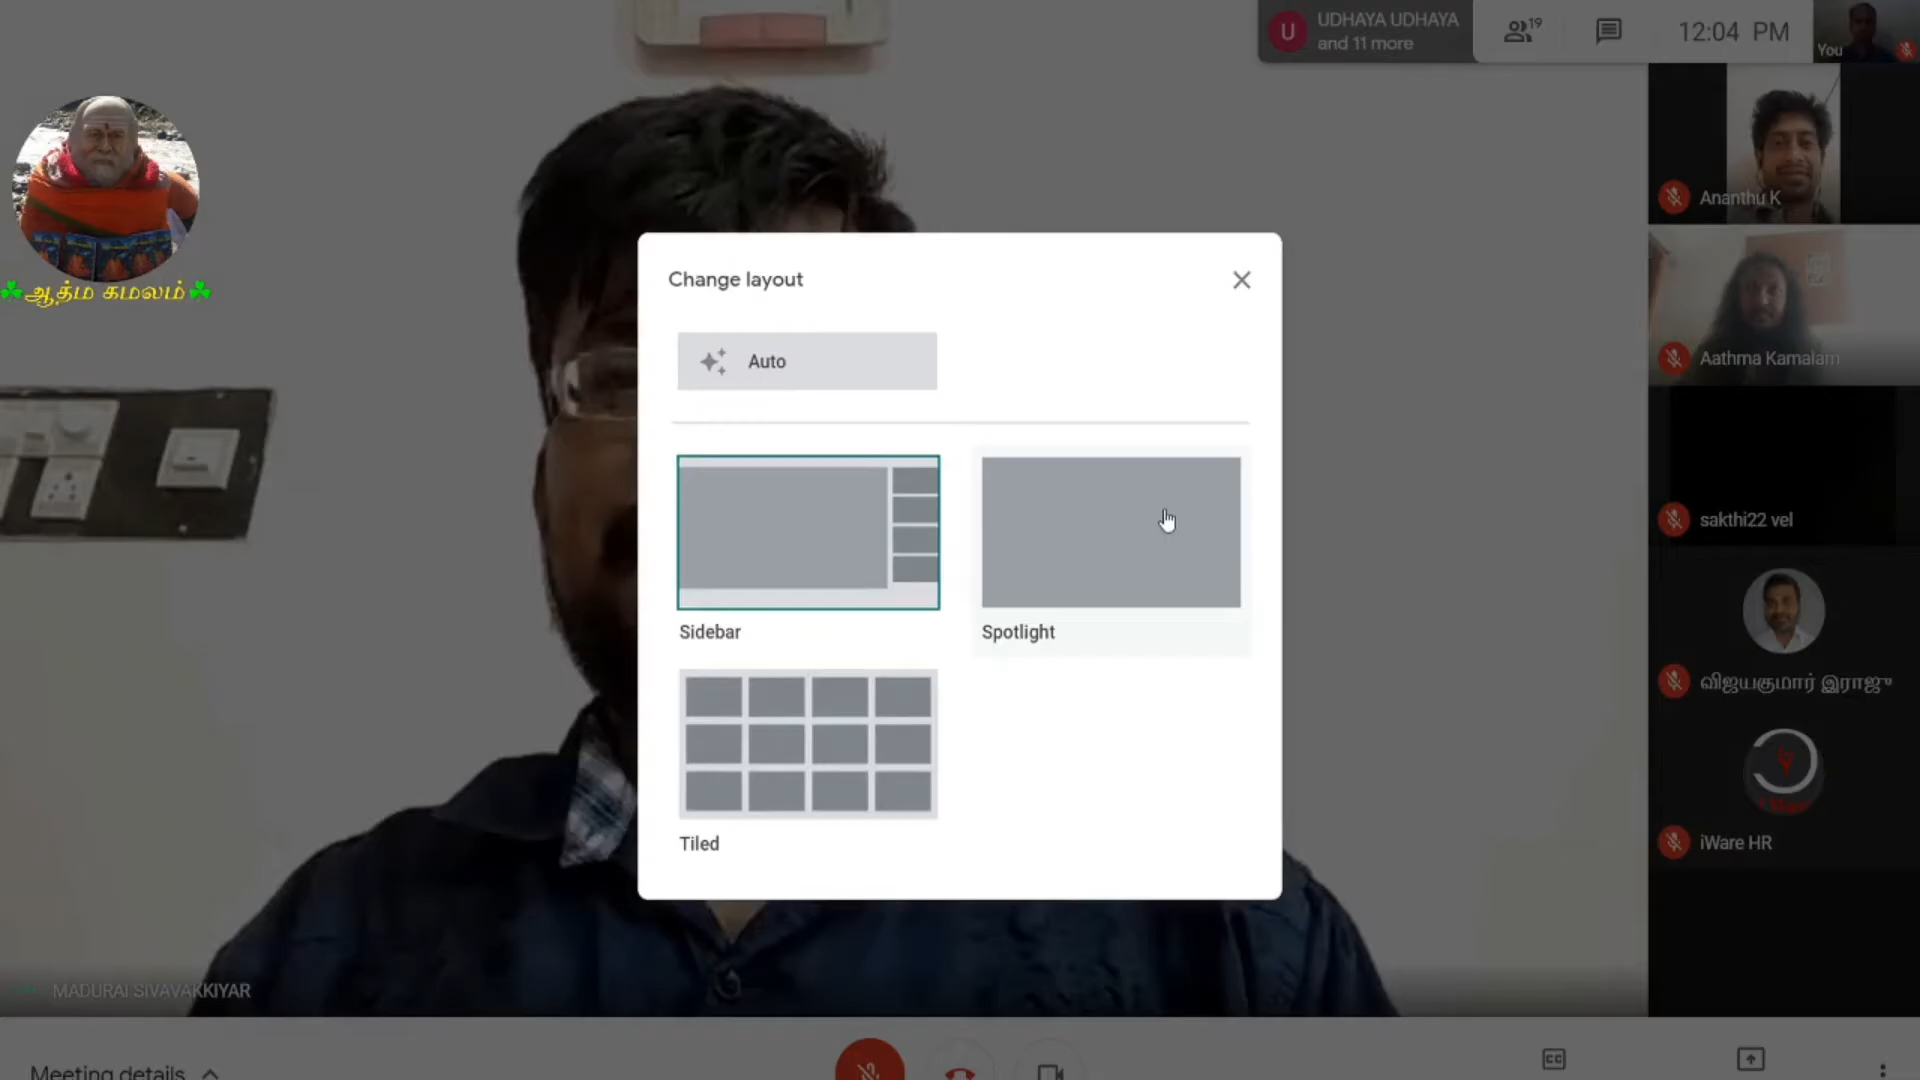 UDHAYA UDHAYA
and 11 more
19
12:04 PM
U
You
ஆத்ம கமலம்
Ananthu K
Aathma Kamalam
sakthi22 vel
விஜயகுமார் இராஜு
iWare HR
Change layout
Auto
Sidebar
Spotlight
Tiled
MADURAI SIVAVAKKIYAR
Meeting details
CC